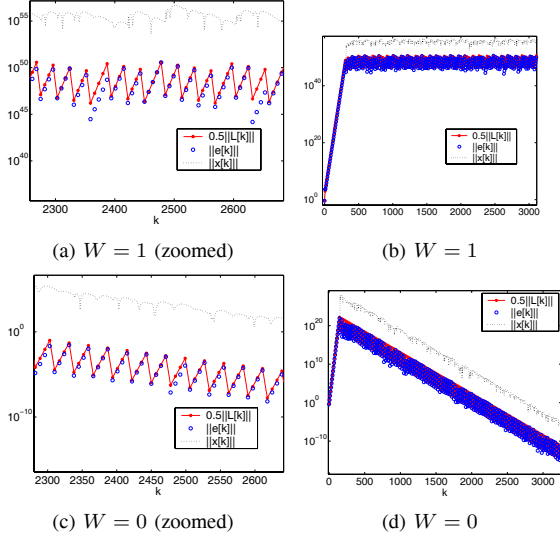 10^55
10^50
10^45
10^40
0.5||L[k]||
||e[k]||
||x[k]||
2300 2400 2500 2600
k
(a) W = 1 (zoomed)
10^40
10^20
10^0
0.5||L[k]||
||e[k]||
||x[k]||
0 500 1000 1500 2000 2500 3000
k
(b) W = 1
10^0
10^-10
0.5||L[k]||
||e[k]||
||x[k]||
2300 2350 2400 2450 2500 2550 2600
k
(c) W = 0 (zoomed)
10^20
10^10
10^0
10^-10
0.5||L[k]||
||e[k]||
||x[k]||
0 500 1000 1500 2000 2500 3000
k
(d) W = 0